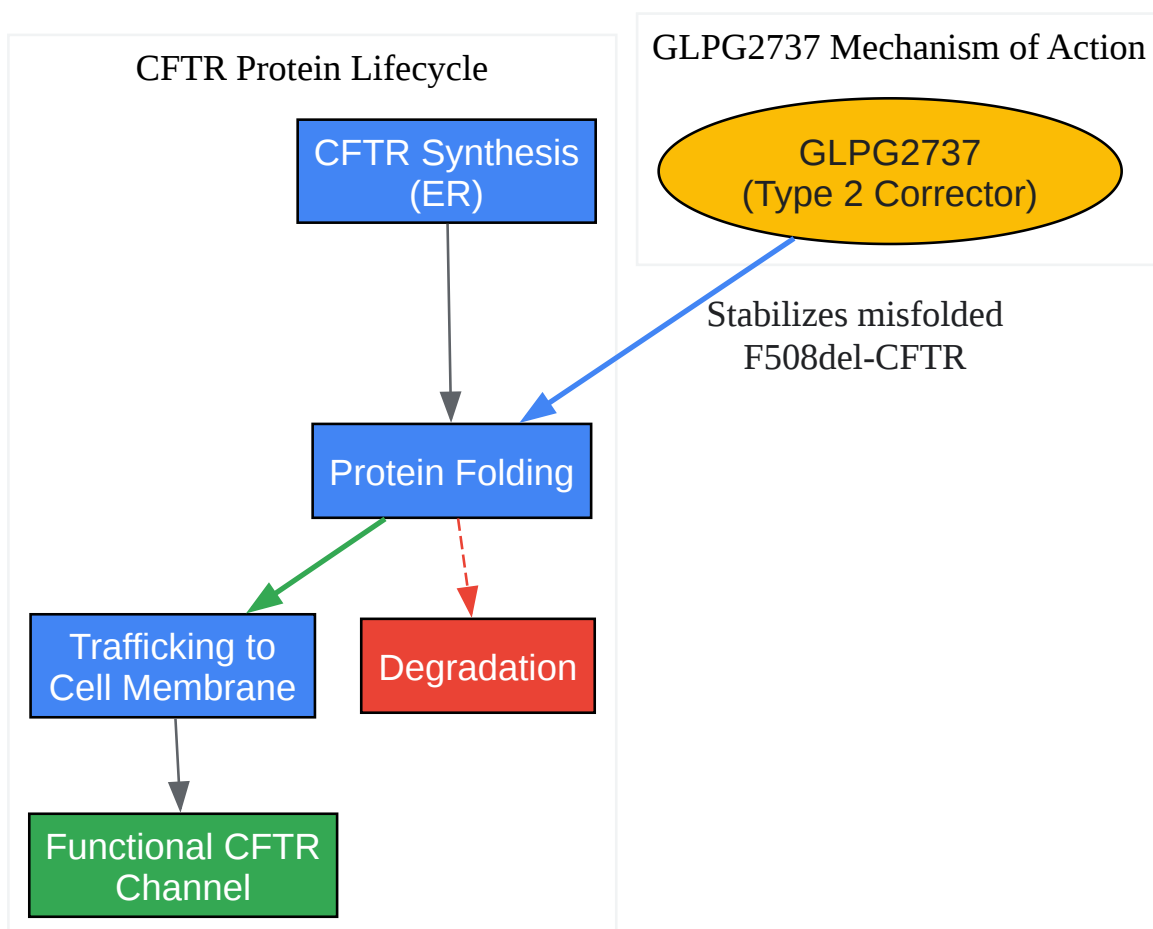 CFTR Protein Lifecycle
GLPG2737 Mechanism of Action
CFTR Synthesis
(ER)
GLPG2737
(Type 2 Corrector)
Stabilizes misfolded
F508del-CFTR
Protein Folding
Trafficking to
Cell Membrane
Degradation
Functional CFTR
Channel